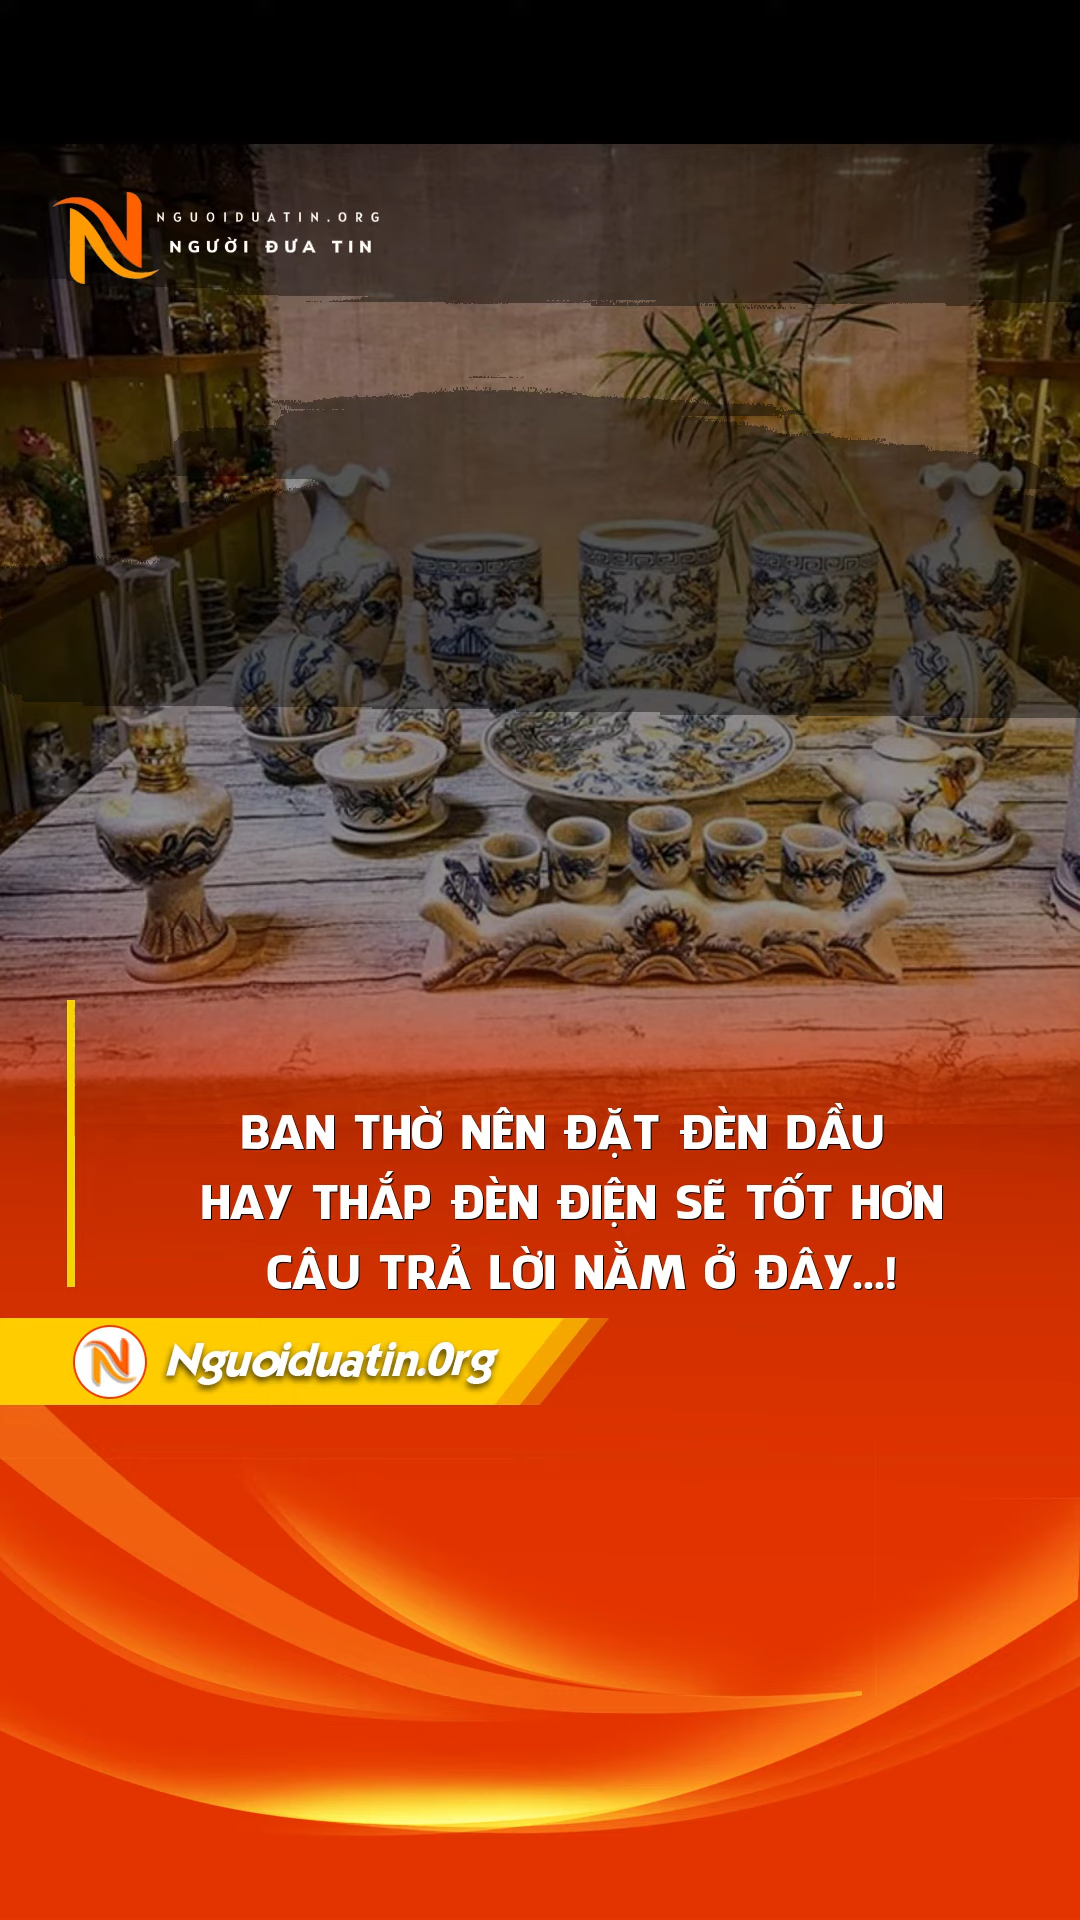 NGUOIDUATIN.ORG
NGƯỜI ĐƯA TIN
BAN THỜ NÊN ĐẶT ĐÈN DẦU
HAY THẮP ĐÈN ĐIỆN SẼ TỐT HƠN
CÂU TRẢ LỜI NẰM Ở ĐÂY...!
Nguoiduatin.Org